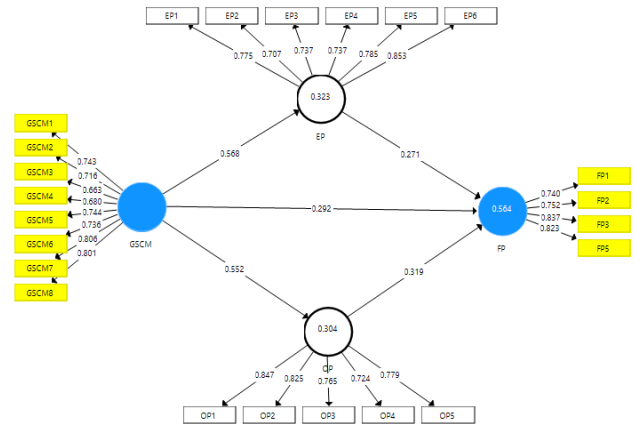 EP1 EP2 EP3 EP4 EP5 EP6
0.775 0.707 0.737 0.737 0.785 0.853
0.323
EP
GSCM1
GSCM2
GSCM3
GSCM4
GSCM5
GSCM6
GSCM7
GSCM8
0.743
0.716
0.663
0.680
0.744
0.736
0.806
0.801
GSCM
0.568
0.271
0.292
0.552
0.319
0.564
FP
0.740
0.752
0.837
0.823
FP1
FP2
FP3
FP5
0.304
OP
0.847 0.825 0.765 0.724 0.779
OP1 OP2 OP3 OP4 OP5